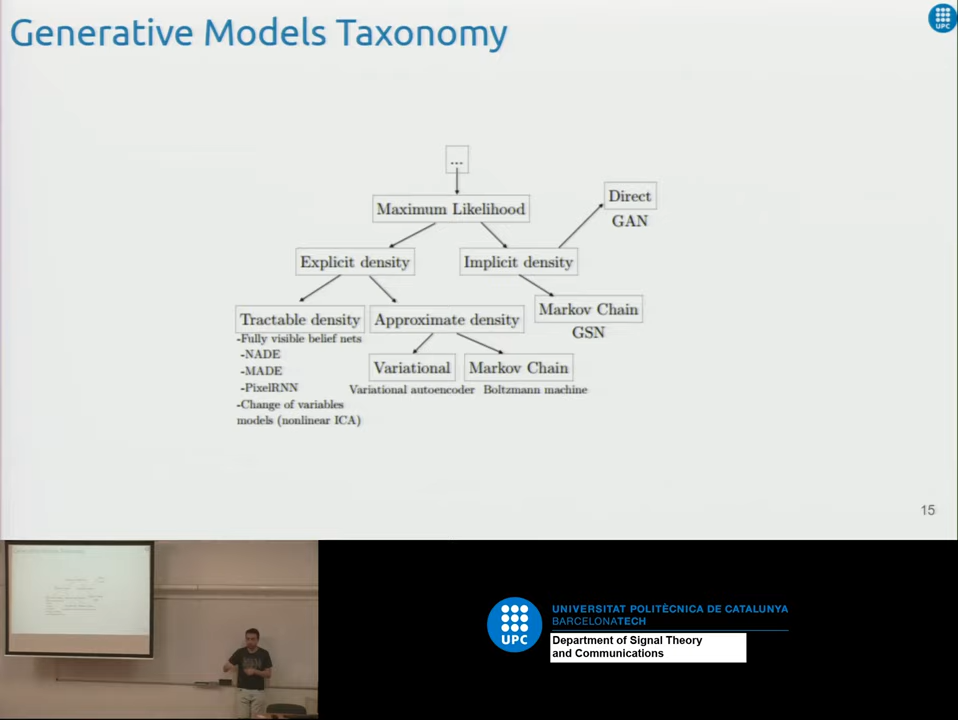 Generative Models Taxonomy
UPC
...
Maximum Likelihood
Direct
GAN
Explicit density
Implicit density
Markov Chain
GSN
Tractable density
Approximate density
-Fully visible belief nets
-NADE
-MADE
-PixelRNN
-Change of variables
models (nonlinear ICA)
Variational
Markov Chain
Variational autoencoder
Boltzmann machine
15
UPC
UNIVERSITAT POLITÈCNICA DE CATALUNYA
BARCELONATECH
Department of Signal Theory
and Communications